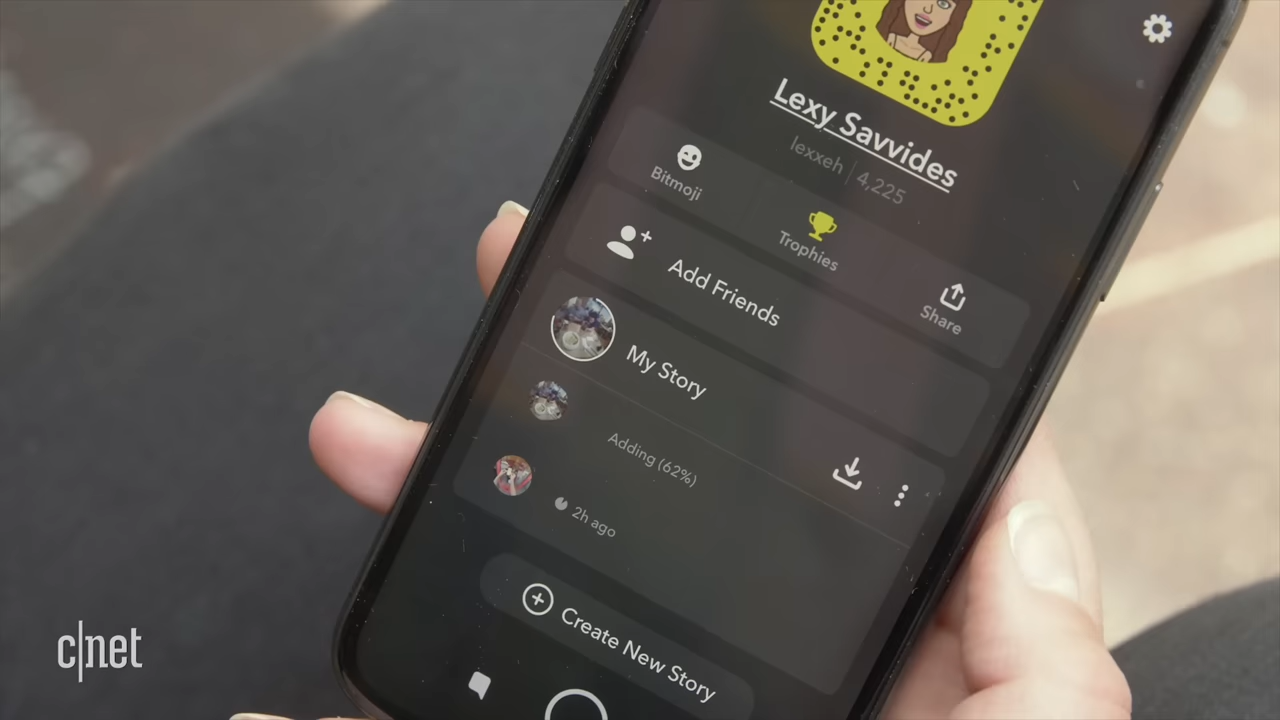 Lexy Savvides
lexxeh | 4,225
Bitmoji
Trophies
Share
Add Friends
My Story
Adding (62%)
2h ago
Create New Story
c|net